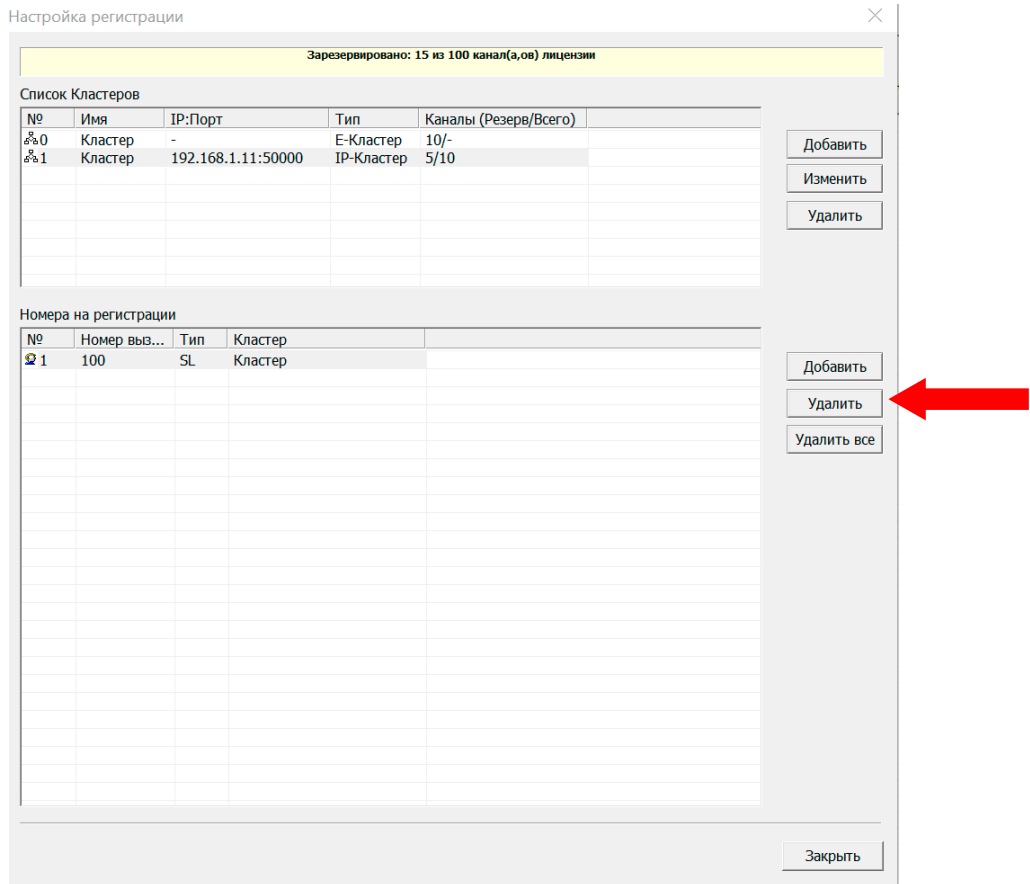 Настройка регистрации
Зарезервировано: 15 из 100 канал(а,ов) лицензии
Список Кластеров
№ Имя IP:Порт Тип Каналы (Резерв/Всего)
0 Кластер - E-Кластер 10/-
1 Кластер 192.168.1.11:50000 IP-Кластер 5/10
Добавить
Изменить
Удалить
Номера на регистрации
№ Номер выз... Тип Кластер
1 100 SL Кластер
Добавить
Удалить
Удалить все
Закрыть